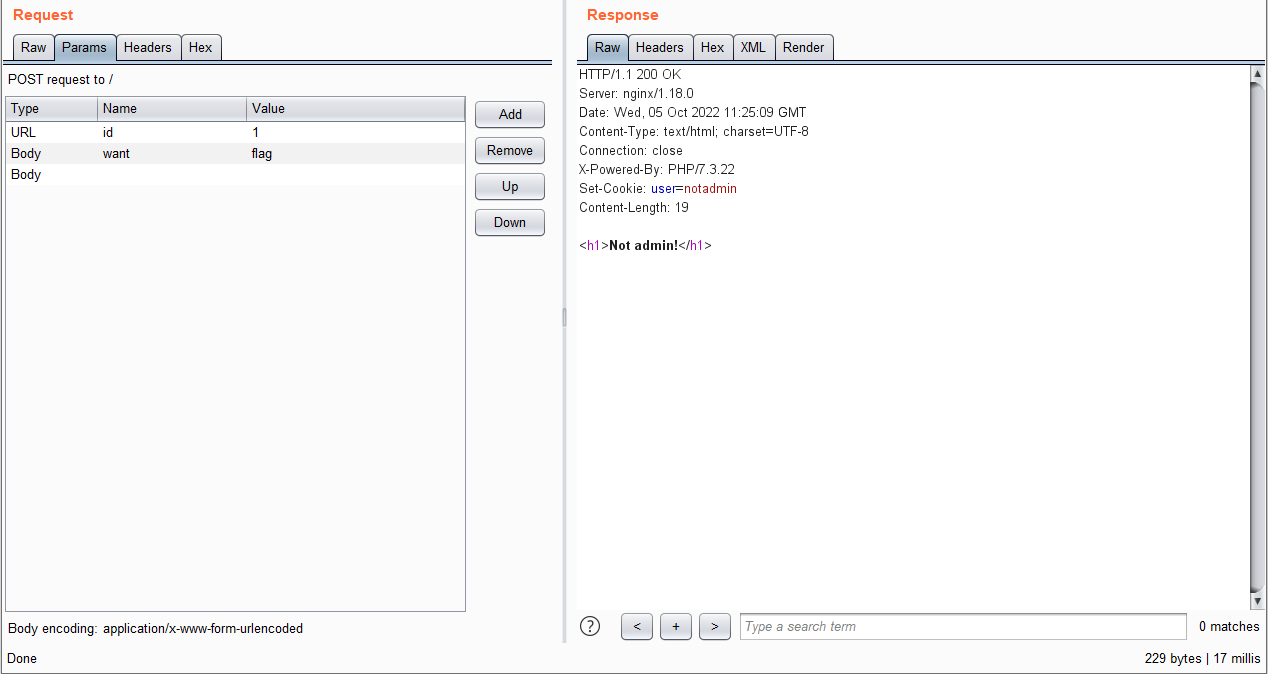 Request
Raw Params Headers Hex
POST request to /
Type Name Value
URL id 1
Body want flag
Body
Add
Remove
Up
Down
Body encoding: application/x-www-form-urlencoded
Done
Response
Raw Headers Hex XML Render
HTTP/1.1 200 OK
Server: nginx/1.18.0
Date: Wed, 05 Oct 2022 11:25:09 GMT
Content-Type: text/html; charset=UTF-8
Connection: close
X-Powered-By: PHP/7.3.22
Set-Cookie: user=notadmin
Content-Length: 19
<h1>Not admin!</h1>
? < + > Type a search term 0 matches
229 bytes | 17 millis